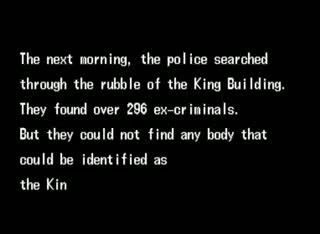 The next morning, the police searched
through the rubble of the King Building.
They found over 296 ex-criminals.
But they could not find any body that
could be identified as
the Kin